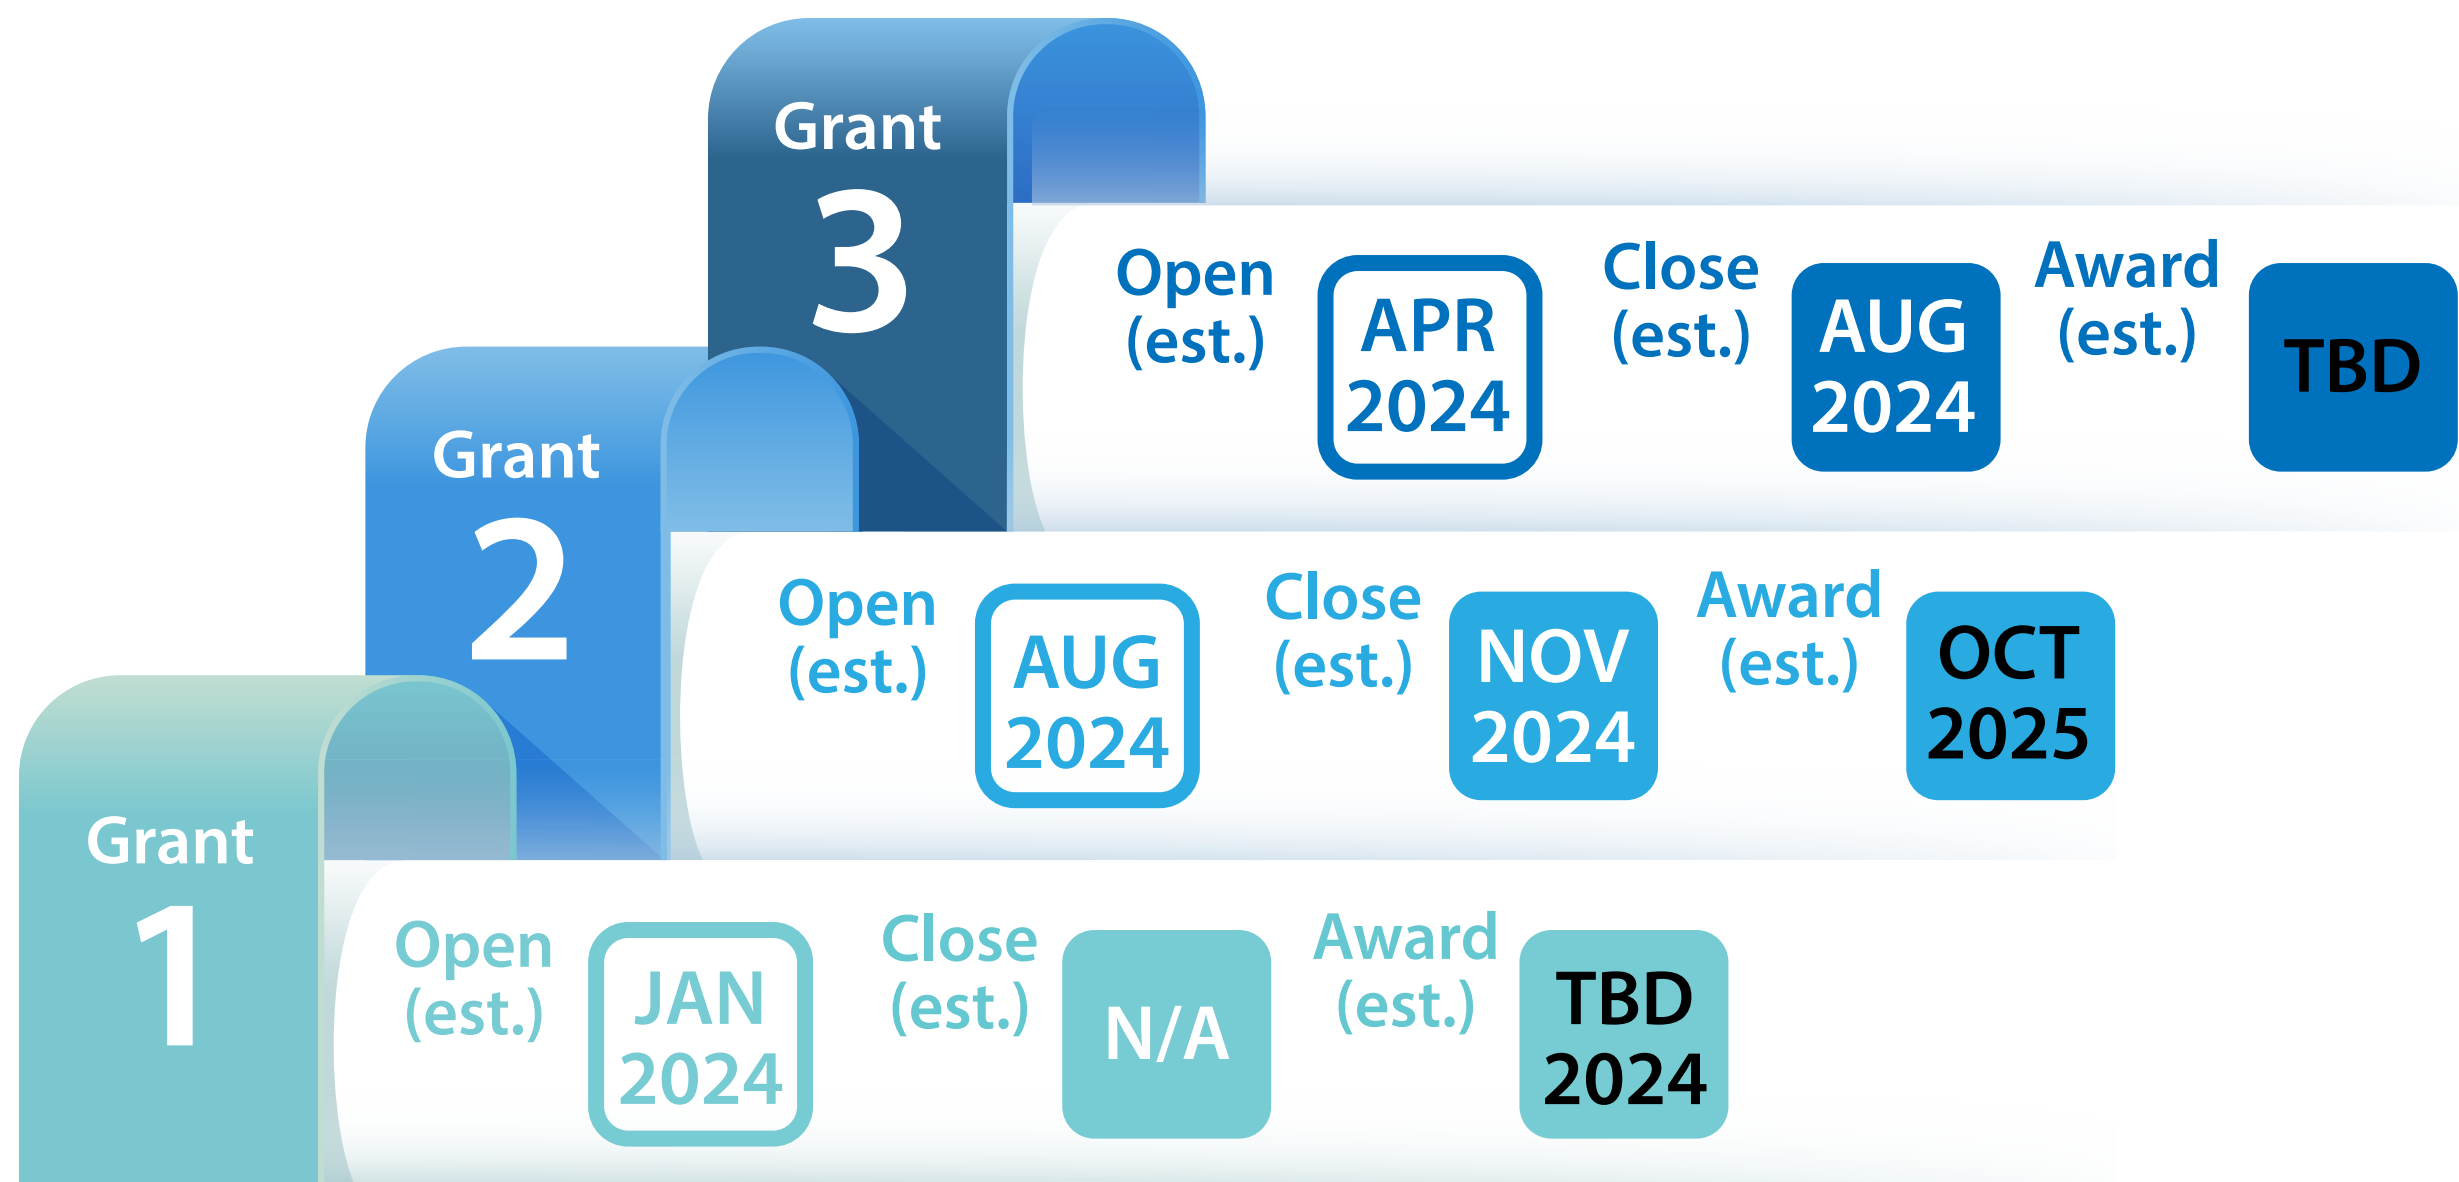 Grant
3
Open
(est.)
APR
2024
Close
(est.)
AUG
2024
Award
(est.)
TBD
Grant
2
Open
(est.)
AUG
2024
Close
(est.)
NOV
2024
Award
(est.)
OCT
2025
Grant
1
Open
(est.)
JAN
2024
Close
(est.)
N/A
Award
(est.)
TBD
2024